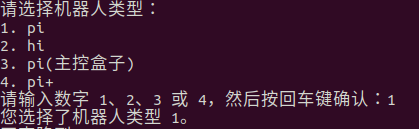 请选择机器人类型：
1. pi
2. hi
3. pi(主控盒子)
4. pi+
请输入数字 1、2、3 或 4，然后按回车键确认：1
您选择了机器人类型 1。